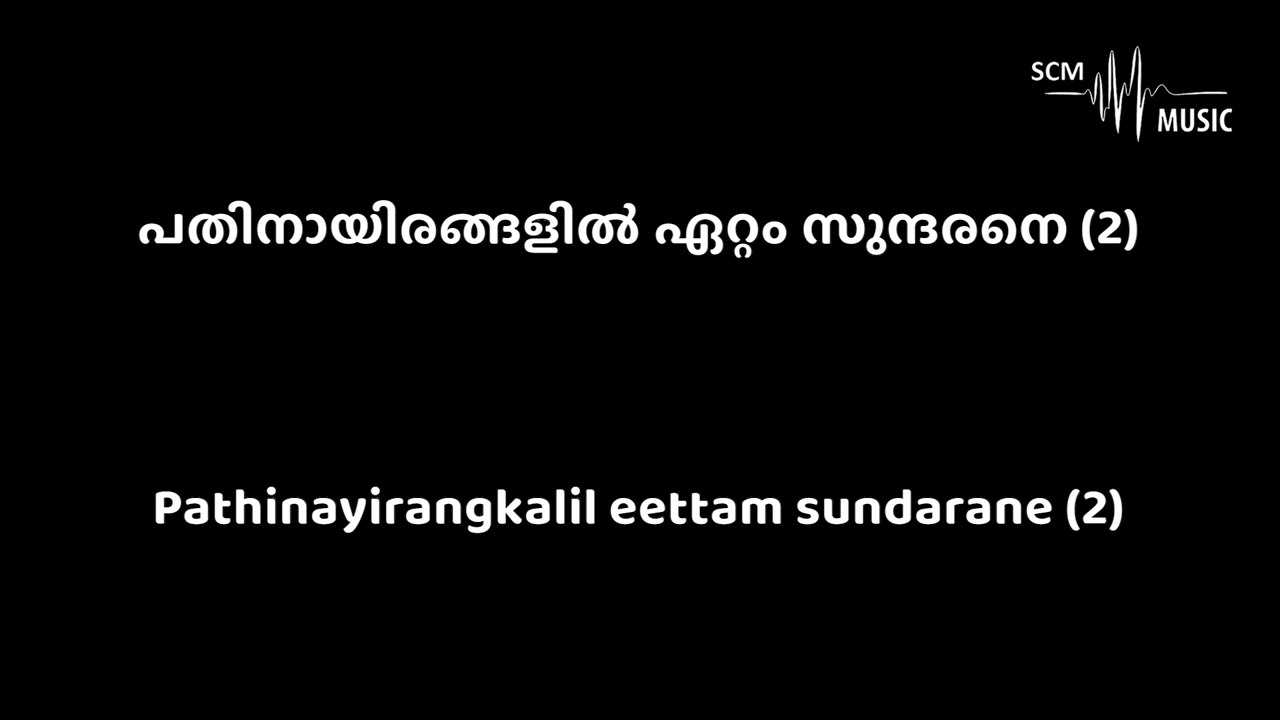 SCM
MUSIC
പതിനായിരങ്ങളിൽ ഏറ്റം സുന്ദരനെ (2)
Pathinayirangkalil eettam sundarane (2)